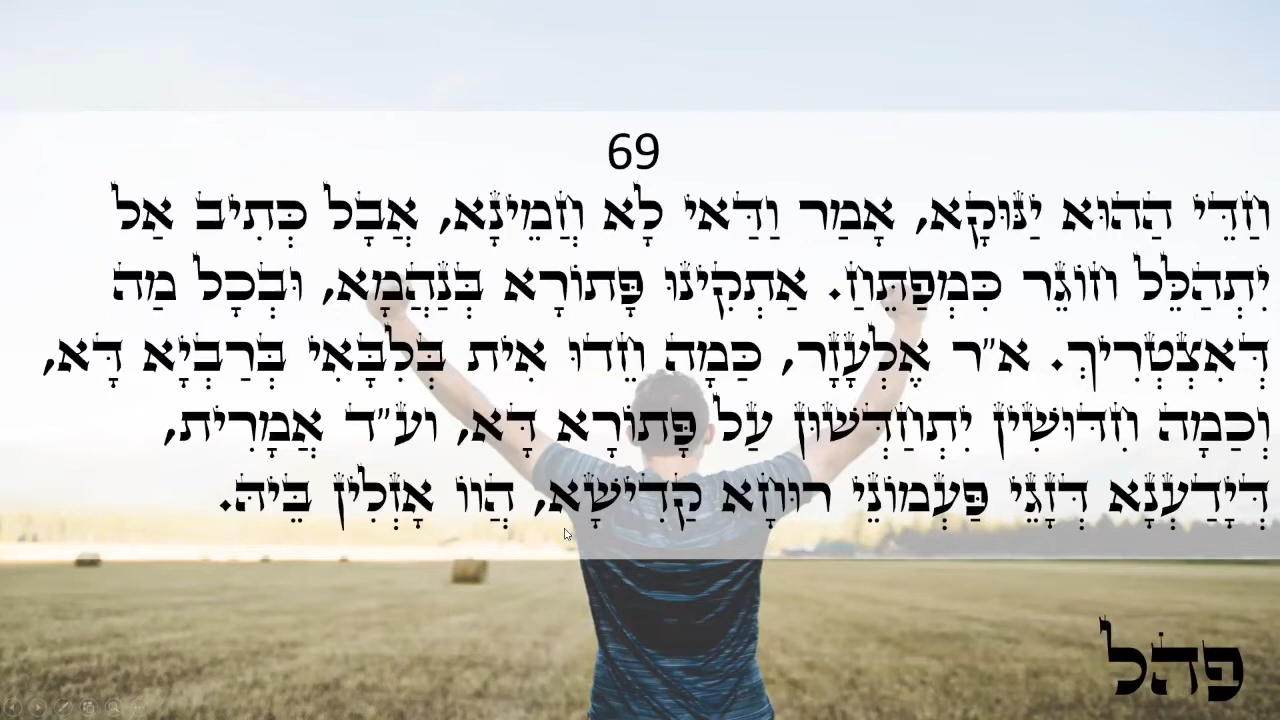 69
חַדֵּי הַהוּא יַנּוּקָא, אָמַר וַדַּאי לָא חֲמֵינָא, אֲבָל כְּתִיב אַל
יִתְהַלֵּל חוֹגֵר כִּמְפַתֵּחַ. אַתְקִינוּ פָּתוֹרָא בְּנַהֲמָא, וּבְכָל מַה
דְּאִצְטְרִיךְ. א״ר אֶלְעָזָר, כַּמָה חֵדוּ אִית בְּלִבָּאִי בְּרַבְיָא דָּא,
וְכַמָה חִדּוּשִׁין יִתְוֹחַדְשׁוּן עַל פָּתוֹרָא דָּא, וע״ד אֲמָרִית,
דְּיָדַעְנָא דְּזָגֵּי פַּעְמוֹנֵי רוּחָא קַדִישָׁא, הֲווֹ אָזְלִין בֵּיהּ.
פהל